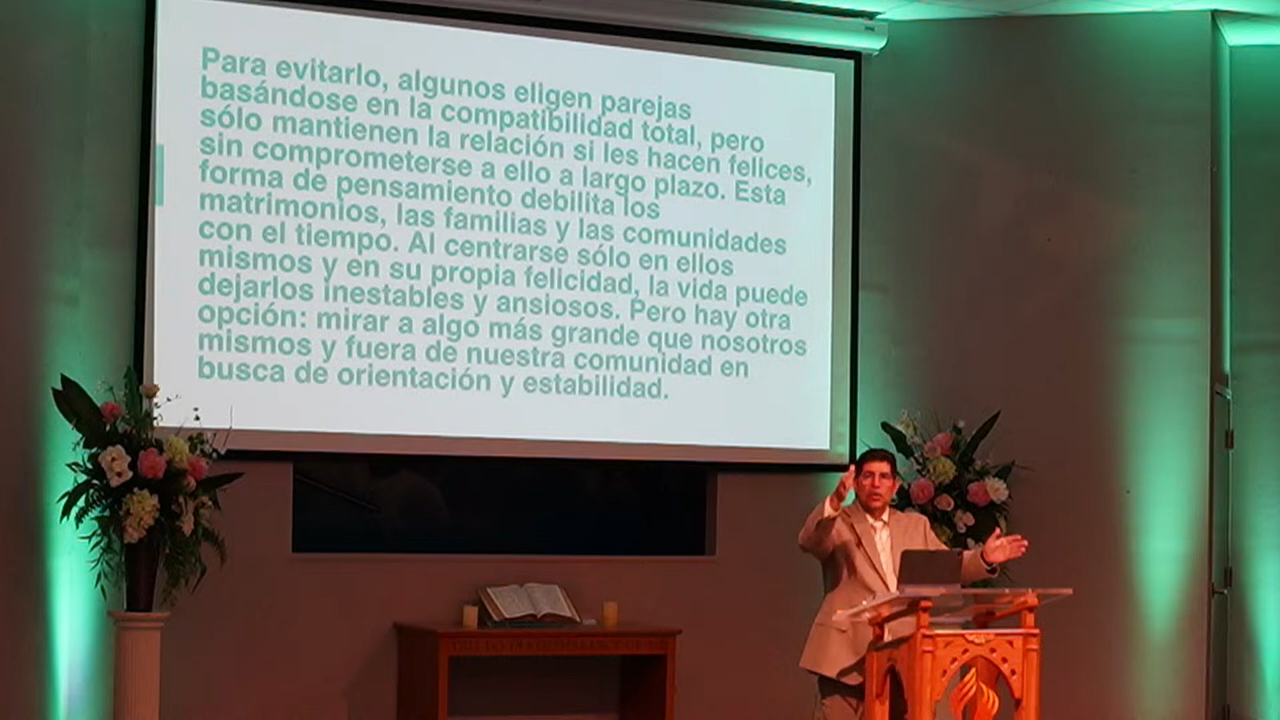 Para evitarlo, algunos eligen parejas
basándose en la compatibilidad total, pero
sólo mantienen la relación si les hacen felices,
sin comprometerse a ello a largo plazo. Esta
forma de pensamiento debilita los
matrimonios, las familias y las comunidades
con el tiempo. Al centrarse sólo en ellos
mismos y en su propia felicidad, la vida puede
dejarlos inestables y ansiosos. Pero hay otra
opción: mirar a algo más grande que nosotros
mismos y fuera de nuestra comunidad en
busca de orientación y estabilidad.